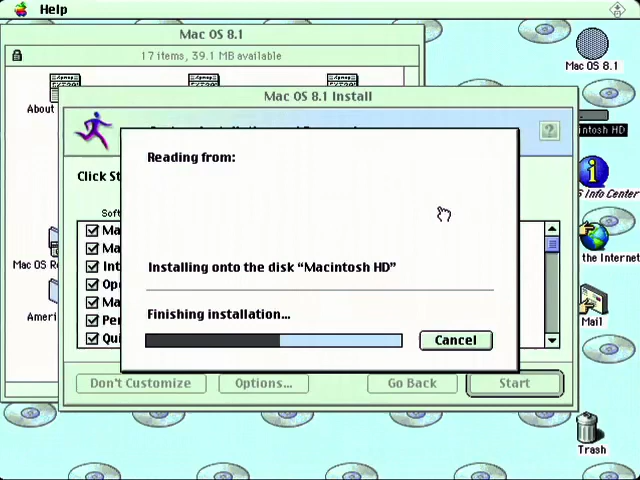 Help
Mac OS 8.1
17 items, 39.1 MB available
About
Mac OS 8.1
Mac OS 8.1 Install
intosh HD
Reading from:
Click St
Soft
Ma
Ma
Int
Installing onto the disk “Macintosh HD”
Op
Ma
Finishing installation...
Pe
Qui
Cancel
Mac OS R
Ameri
Info Center
the Internet
Mail
Don't Customize
Options...
Go Back
Start
Trash